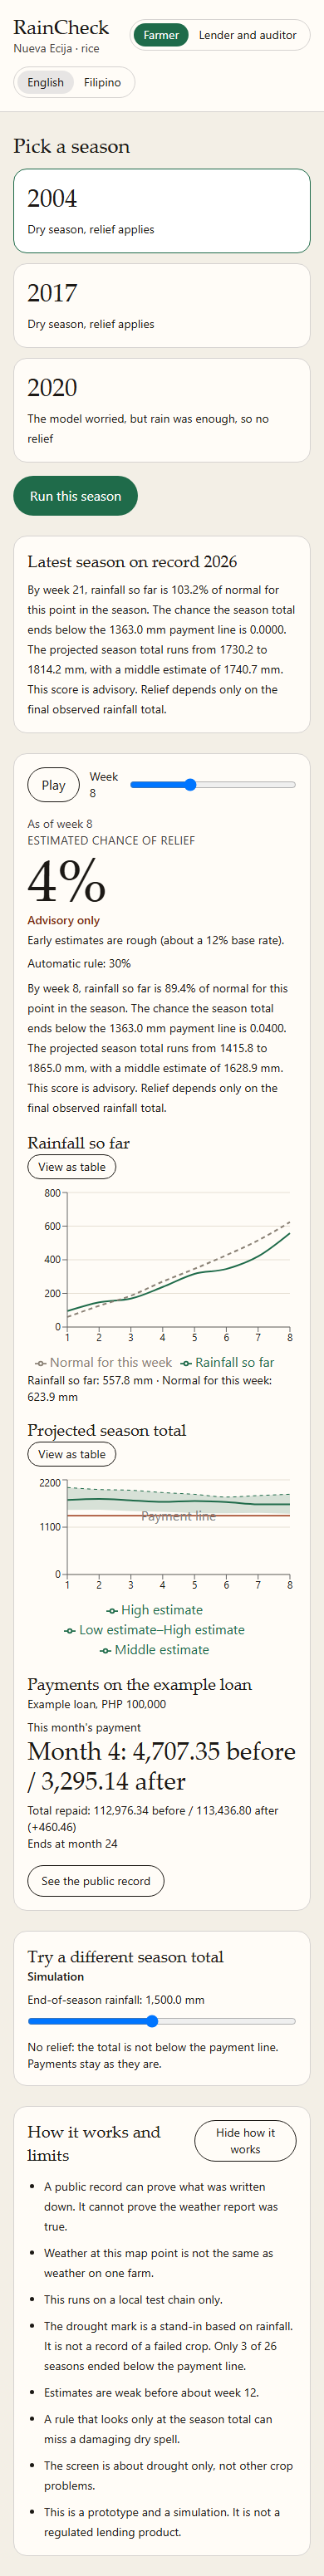 RainCheck
Nueva Ecija · rice
Farmer
Lender and auditor
English
Filipino
Pick a season
2004
Dry season, relief applies
2017
Dry season, relief applies
2020
The model worried, but rain was enough, so no
relief
Run this season
Latest season on record 2026
By week 21, rainfall so far is 103.2% of normal for
this point in the season. The chance the season total
ends below the 1363.0 mm payment line is 0.0000.
The projected season total runs from 1730.2 to
1814.2 mm, with a middle estimate of 1740.7 mm.
This score is advisory. Relief depends only on the
final observed rainfall total.
Play
Week
8
As of week 8
ESTIMATED CHANCE OF RELIEF
4%
Advisory only
Early estimates are rough (about a 12% base rate).
Automatic rule: 30%
By week 8, rainfall so far is 89.4% of normal for this
point in the season. The chance the season total
ends below the 1363.0 mm payment line is 0.0400.
The projected season total runs from 1415.8 to
1865.0 mm, with a middle estimate of 1628.9 mm.
This score is advisory. Relief depends only on the
final observed rainfall total.
Rainfall so far
View as table
800
600
400
200
0
1 2 3 4 5 6 7 8
Normal for this week Rainfall so far
Rainfall so far: 557.8 mm · Normal for this week:
623.9 mm
Projected season total
View as table
2200
Payment line
1100
0
1 2 3 4 5 6 7 8
High estimate
Low estimate–High estimate
Middle estimate
Payments on the example loan
Example loan, PHP 100,000
This month's payment
Month 4: 4,707.35 before
/ 3,295.14 after
Total repaid: 112,976.34 before / 113,436.80 after
(+460.46)
Ends at month 24
See the public record
Try a different season total
Simulation
End-of-season rainfall: 1,500.0 mm
No relief: the total is not below the payment line.
Payments stay as they are.
How it works and
limits
Hide how it
works
• A public record can prove what was written
down. It cannot prove the weather report was
true.
• Weather at this map point is not the same as
weather on one farm.
• This runs on a local test chain only.
• The drought mark is a stand-in based on rainfall.
It is not a record of a failed crop. Only 3 of 26
seasons ended below the payment line.
• Estimates are weak before about week 12.
• A rule that looks only at the season total can
miss a damaging dry spell.
• The screen is about drought only, not other crop
problems.
• This is a prototype and a simulation. It is not a
regulated lending product.